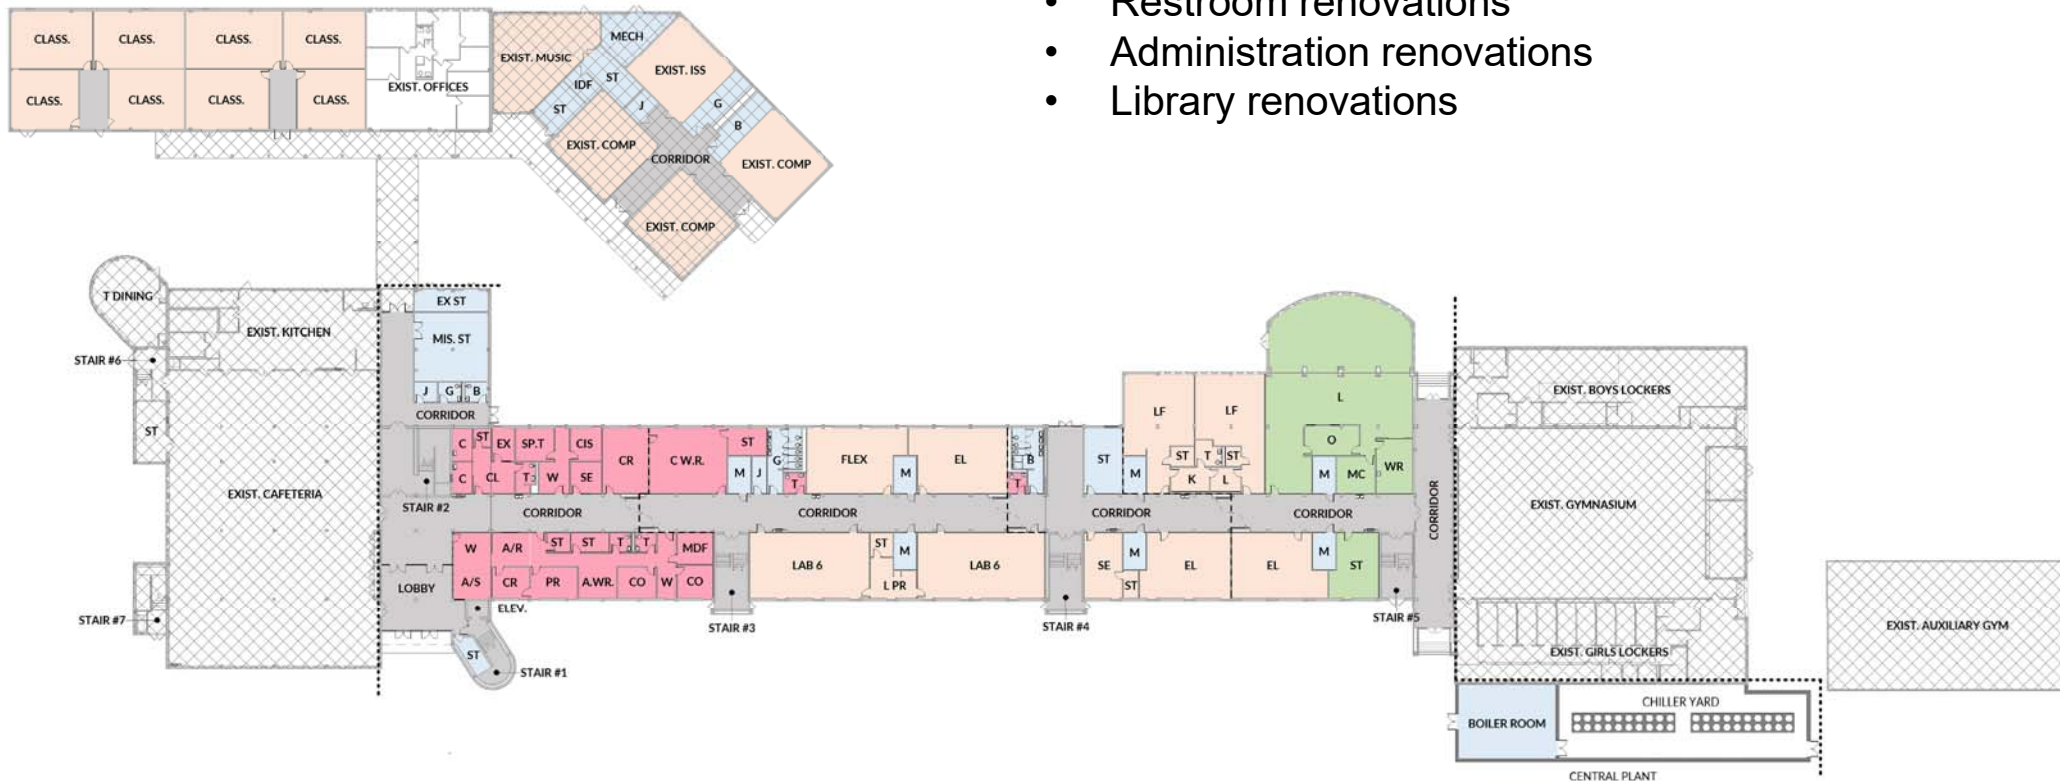 • Restroom renovations
• Administration renovations
• Library renovations
CLASS. CLASS. CLASS. CLASS.
CLASS. CLASS. CLASS. CLASS.
EXIST. OFFICES
EXIST. MUSIC
MECH
EXIST. ISS
ST
IDF
ST
J
G
B
EXIST. COMP
CORRIDOR
EXIST. COMP
EXIST. COMP
T DINING
EXIST. KITCHEN
STAIR #6
ST
EXIST. CAFETERIA
STAIR #7
EX ST
MIS. ST
J G B
CORRIDOR
STAIR #2
C ST EX SP.T CIS CR C W.R. ST
C CL T W SE M J G T
FLEX M EL B T
ST M
LF LF
ST T ST
K L
L
O
M MC WR
CORRIDOR CORRIDOR CORRIDOR CORRIDOR
CORRIDOR
LOBBY
W A/R ST ST T T MDF
A/S CR PR A.WR. CO W CO
ELEV.
ST
STAIR #1
STAIR #3
LAB 6 ST M LAB 6
L PR
STAIR #4
SE M EL EL M ST
ST
STAIR #5
EXIST. BOYS LOCKERS
EXIST. GYMNASIUM
EXIST. GIRLS LOCKERS
EXIST. AUXILIARY GYM
BOILER ROOM
CHILLER YARD
CENTRAL PLANT